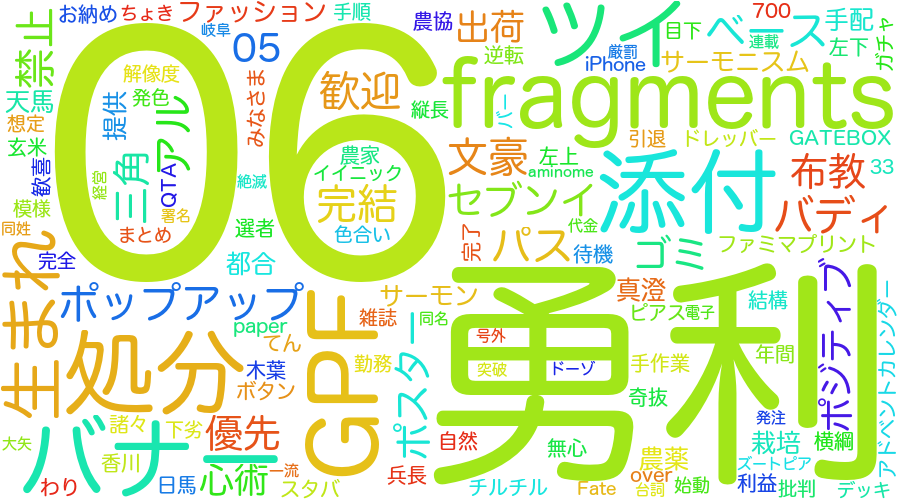 お納め
ちょき
ファッション
手順
ツイ
700
手配
岐阜
農協
出荷
目下
ベース
連載
左下
ガチャ
禁止
06
05
逆転
厳罰
iPhone
サーモニスム
天馬
解像度
歓迎
fragments
想定
提供
発色
アル
みなさま
縦長
バー
引退
ドレッパー
GATEBOX
玄米
三角
農家
文豪
左上
添付
布教
33
歓喜
経営
QTA
絶滅
イイニック
aminome
模様
署名
完結
セブンイ
バディ
同姓
まとめ
選者
色合い
代金
生まれ
完全
都合
完了
パス
待機
ゴミ
ファミマプリント
ポップアップ
GPF
サーモン
勇利
真澄
結構
ポジティブ
アドベントカレンダー
paper
雑誌
同名
ピアス
電子
処分
てん
ポスター
号外
年間
木葉
勤務
突破
ドーゾ
手作業
ボタン
奇抜
大矢
バナー
諸々
下劣
優先
自然
無心
発注
栽培
横綱
香川
心術
一流
兵長
農薬
ズートピア
わり
日馬
スタバ
チルチル
Fate
over
台詞
始動
利益
批判
デッキ